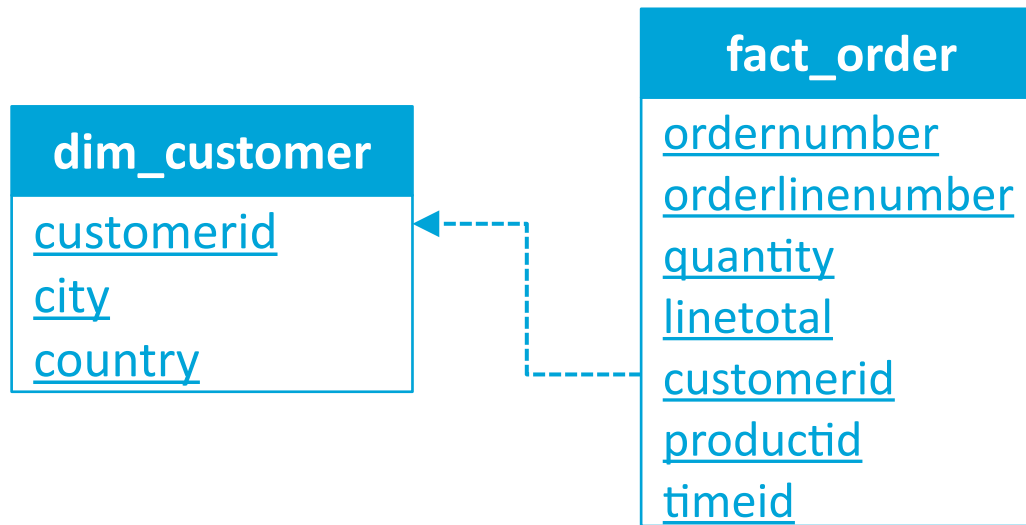 dim_customer
customerid
city
country
fact_order
ordernumber
orderlinenumber
quantity
linetotal
customerid
productid
timeid